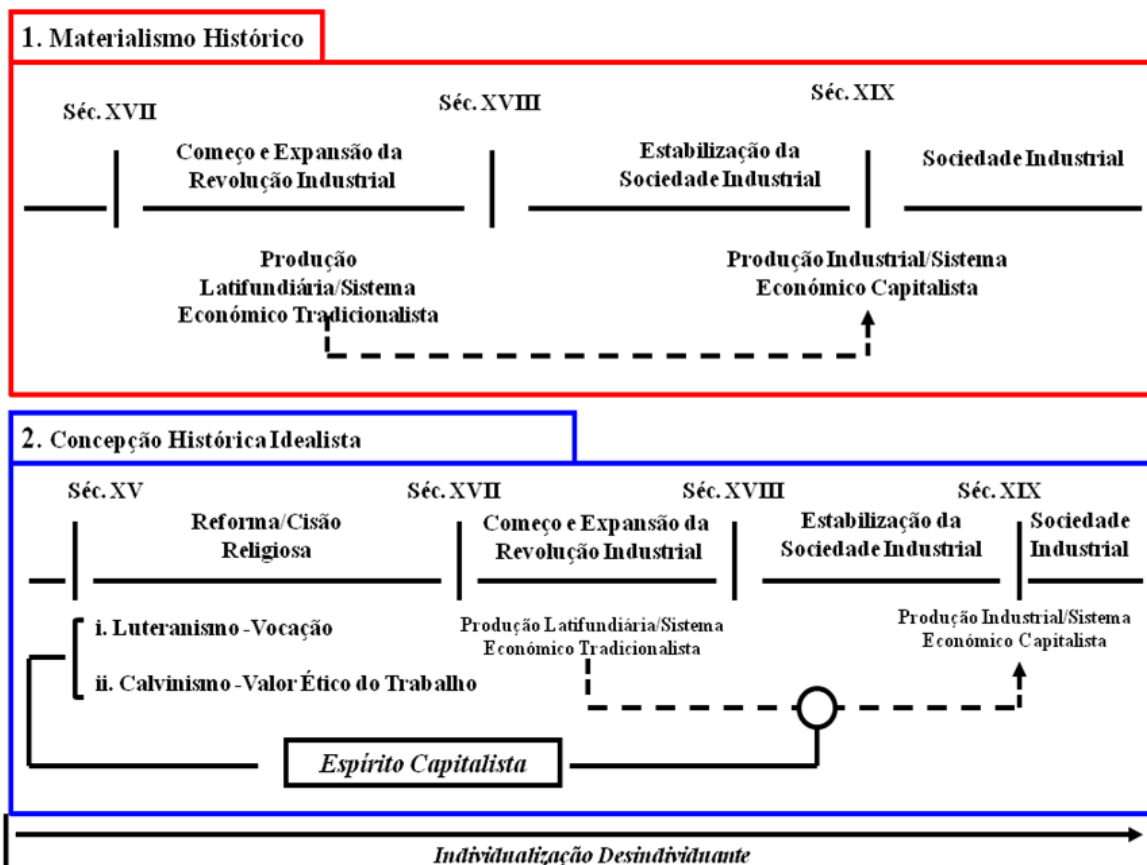 1. Materialismo Histórico
Séc. XVII
Séc. XVIII
Séc. XIX
Começo e Expansão da
Revolução Industrial
Estabilização da
Sociedade Industrial
Sociedade Industrial
Produção
Latifundiária/Sistema
Económico Tradicionalista
Produção Industrial/Sistema
Económico Capitalista
2. Concepção Histórica Idealista
Séc. XV
Séc. XVII
Séc. XVIII
Séc. XIX
Reforma/Cisão
Religiosa
Começo e Expansão da
Revolução Industrial
Estabilização da
Sociedade Industrial
Sociedade
Industrial
i. Luteranismo -Vocação
ii. Calvinismo -Valor Ético do Trabalho
Produção Latifundiária/Sistema
Económico Tradicionalista
Produção Industrial/Sistema
Económico Capitalista
Espírito Capitalista
Individualização Desindividuante